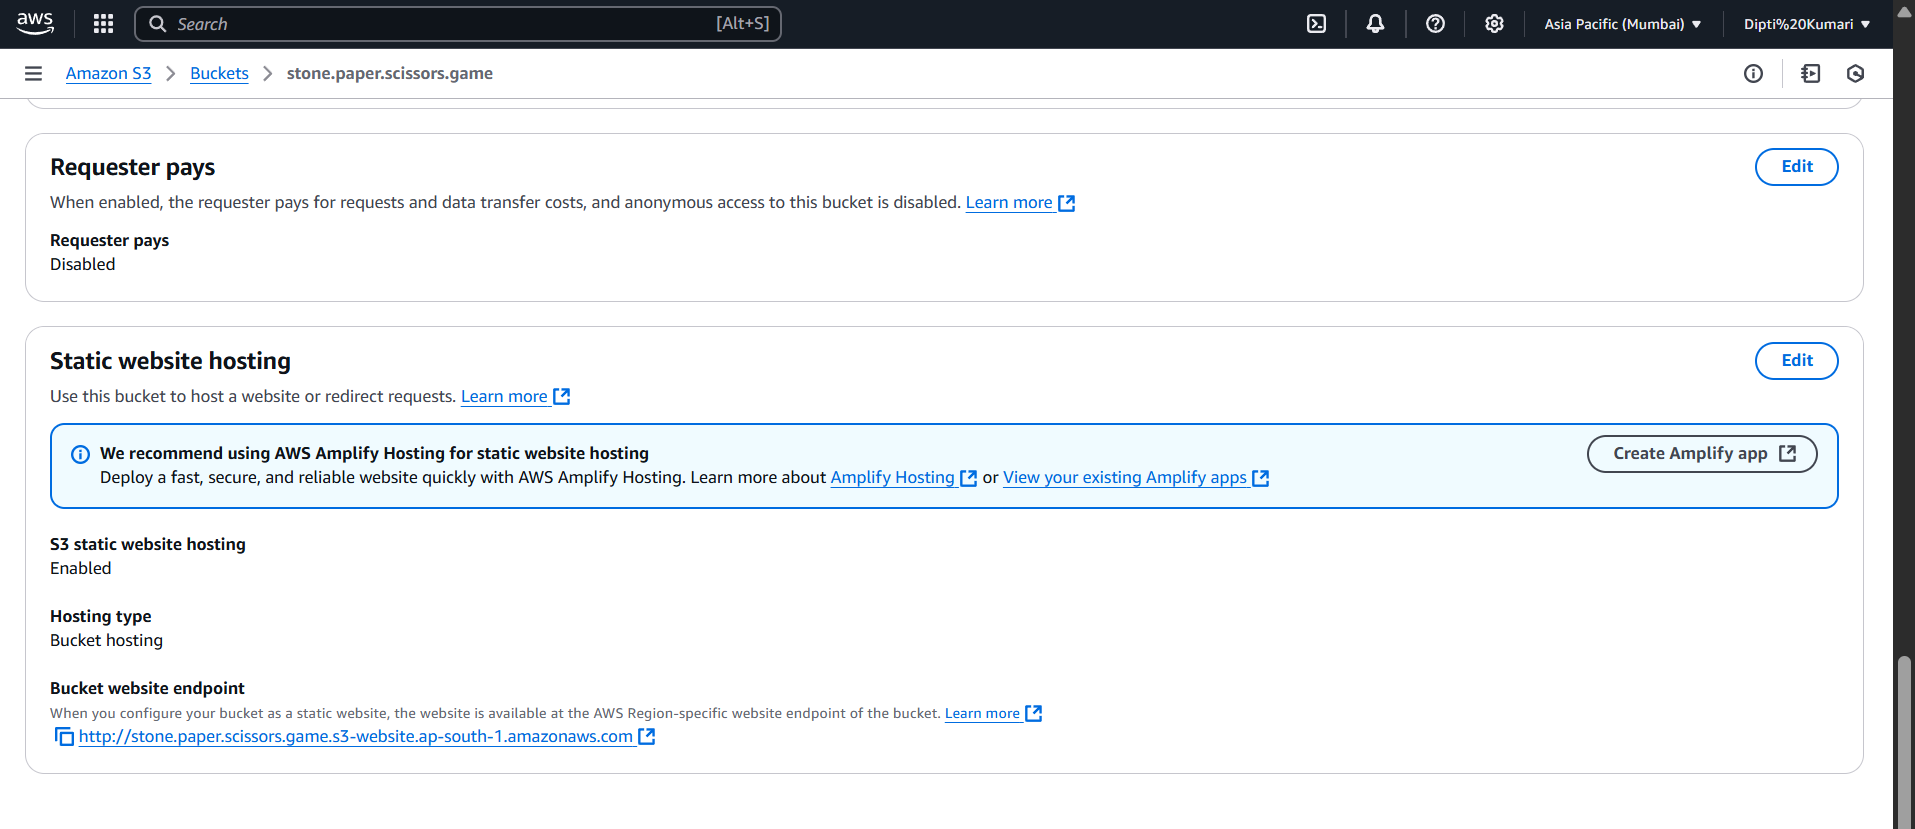 aws Search [Alt+S] Asia Pacific (Mumbai) Dipti%20Kumari
Amazon S3 Buckets stone.paper.scissors.game
Requester pays Edit
When enabled, the requester pays for requests and data transfer costs, and anonymous access to this bucket is disabled. Learn more
Requester pays
Disabled
Static website hosting Edit
Use this bucket to host a website or redirect requests. Learn more
We recommend using AWS Amplify Hosting for static website hosting Create Amplify app
Deploy a fast, secure, and reliable website quickly with AWS Amplify Hosting. Learn more about Amplify Hosting or View your existing Amplify apps
S3 static website hosting
Enabled
Hosting type
Bucket hosting
Bucket website endpoint
When you configure your bucket as a static website, the website is available at the AWS Region-specific website endpoint of the bucket. Learn more
http://stone.paper.scissors.game.s3-website.ap-south-1.amazonaws.com